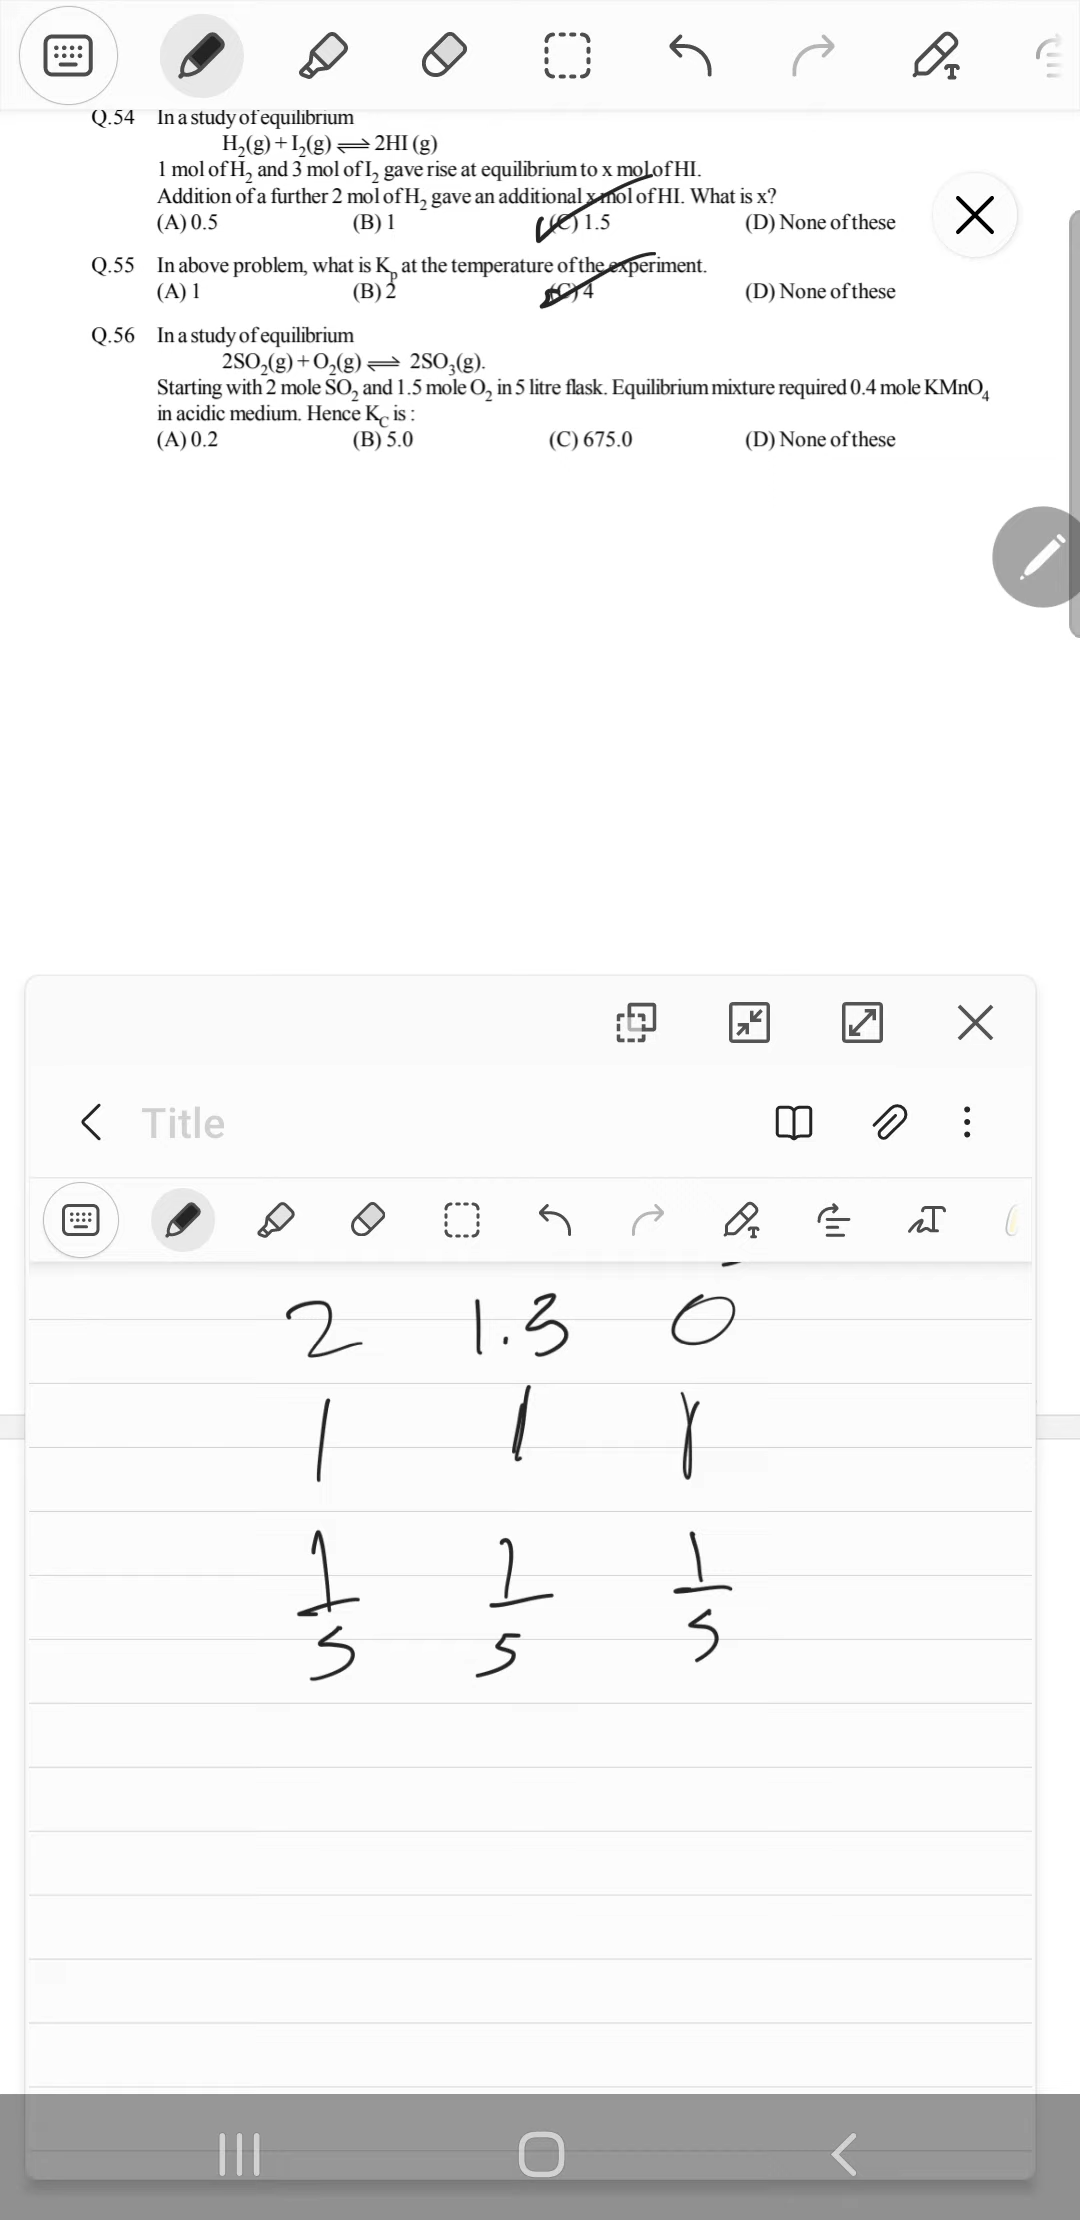 Q.54 In a study of equilibrium
H₂(g) + I₂(g) ⇌ 2HI (g)
1 mol of H₂ and 3 mol of I₂ gave rise at equilibrium to x mol of HI.
Addition of a further 2 mol of H₂ gave an additional x mol of HI. What is x?
(A) 0.5 (B) 1 (C) 1.5 (D) None of these
Q.55 In above problem, what is Kₚ at the temperature of the experiment.
(A) 1 (B) 2 (C) 4 (D) None of these
Q.56 In a study of equilibrium
2SO₂(g) + O₂(g) ⇌ 2SO₃(g).
Starting with 2 mole SO₂ and 1.5 mole O₂ in 5 litre flask. Equilibrium mixture required 0.4 mole KMnO₄
in acidic medium. Hence K_C is :
(A) 0.2 (B) 5.0 (C) 675.0 (D) None of these
Title
2 1.5 0
1 1 1
1/5 1/5 1/5